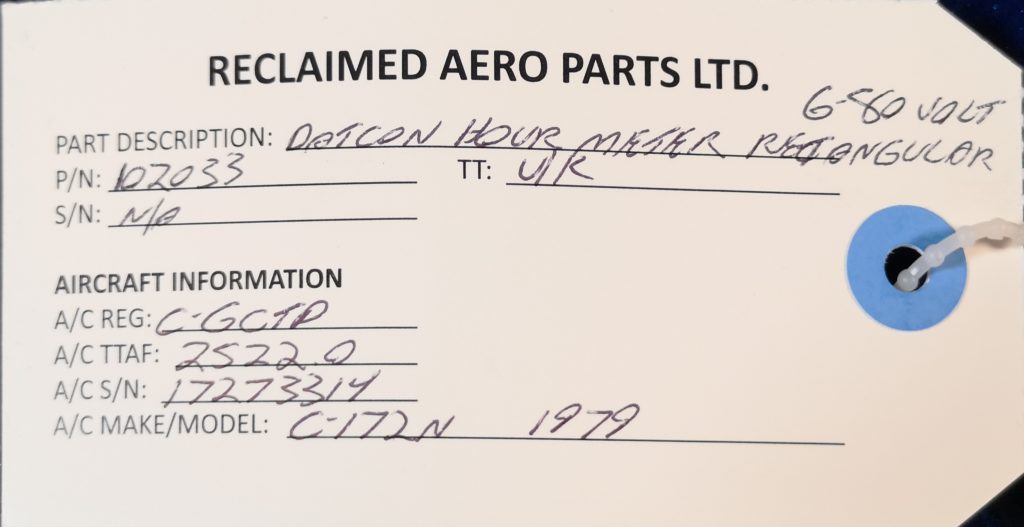 RECLAIMED AERO PARTS LTD.
6-80 VOLT
PART DESCRIPTION: DATCON HOUR METER RECTANGULAR
P/N: 102033 TT: U/K
S/N: N/A
AIRCRAFT INFORMATION
A/C REG: C-GCTP
A/C TTAF: 2522.0
A/C S/N: 17273314
A/C MAKE/MODEL: C-172N 1979